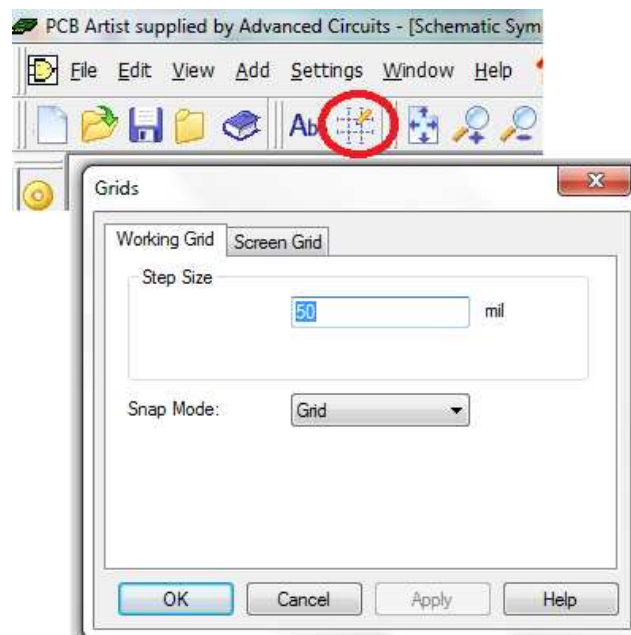 PCB Artist supplied by Advanced Circuits - [Schematic Sym
File Edit View Add Settings Window Help
Ab
Grids
Working Grid Screen Grid
Step Size
50 mil
Snap Mode: Grid
OK Cancel Apply Help